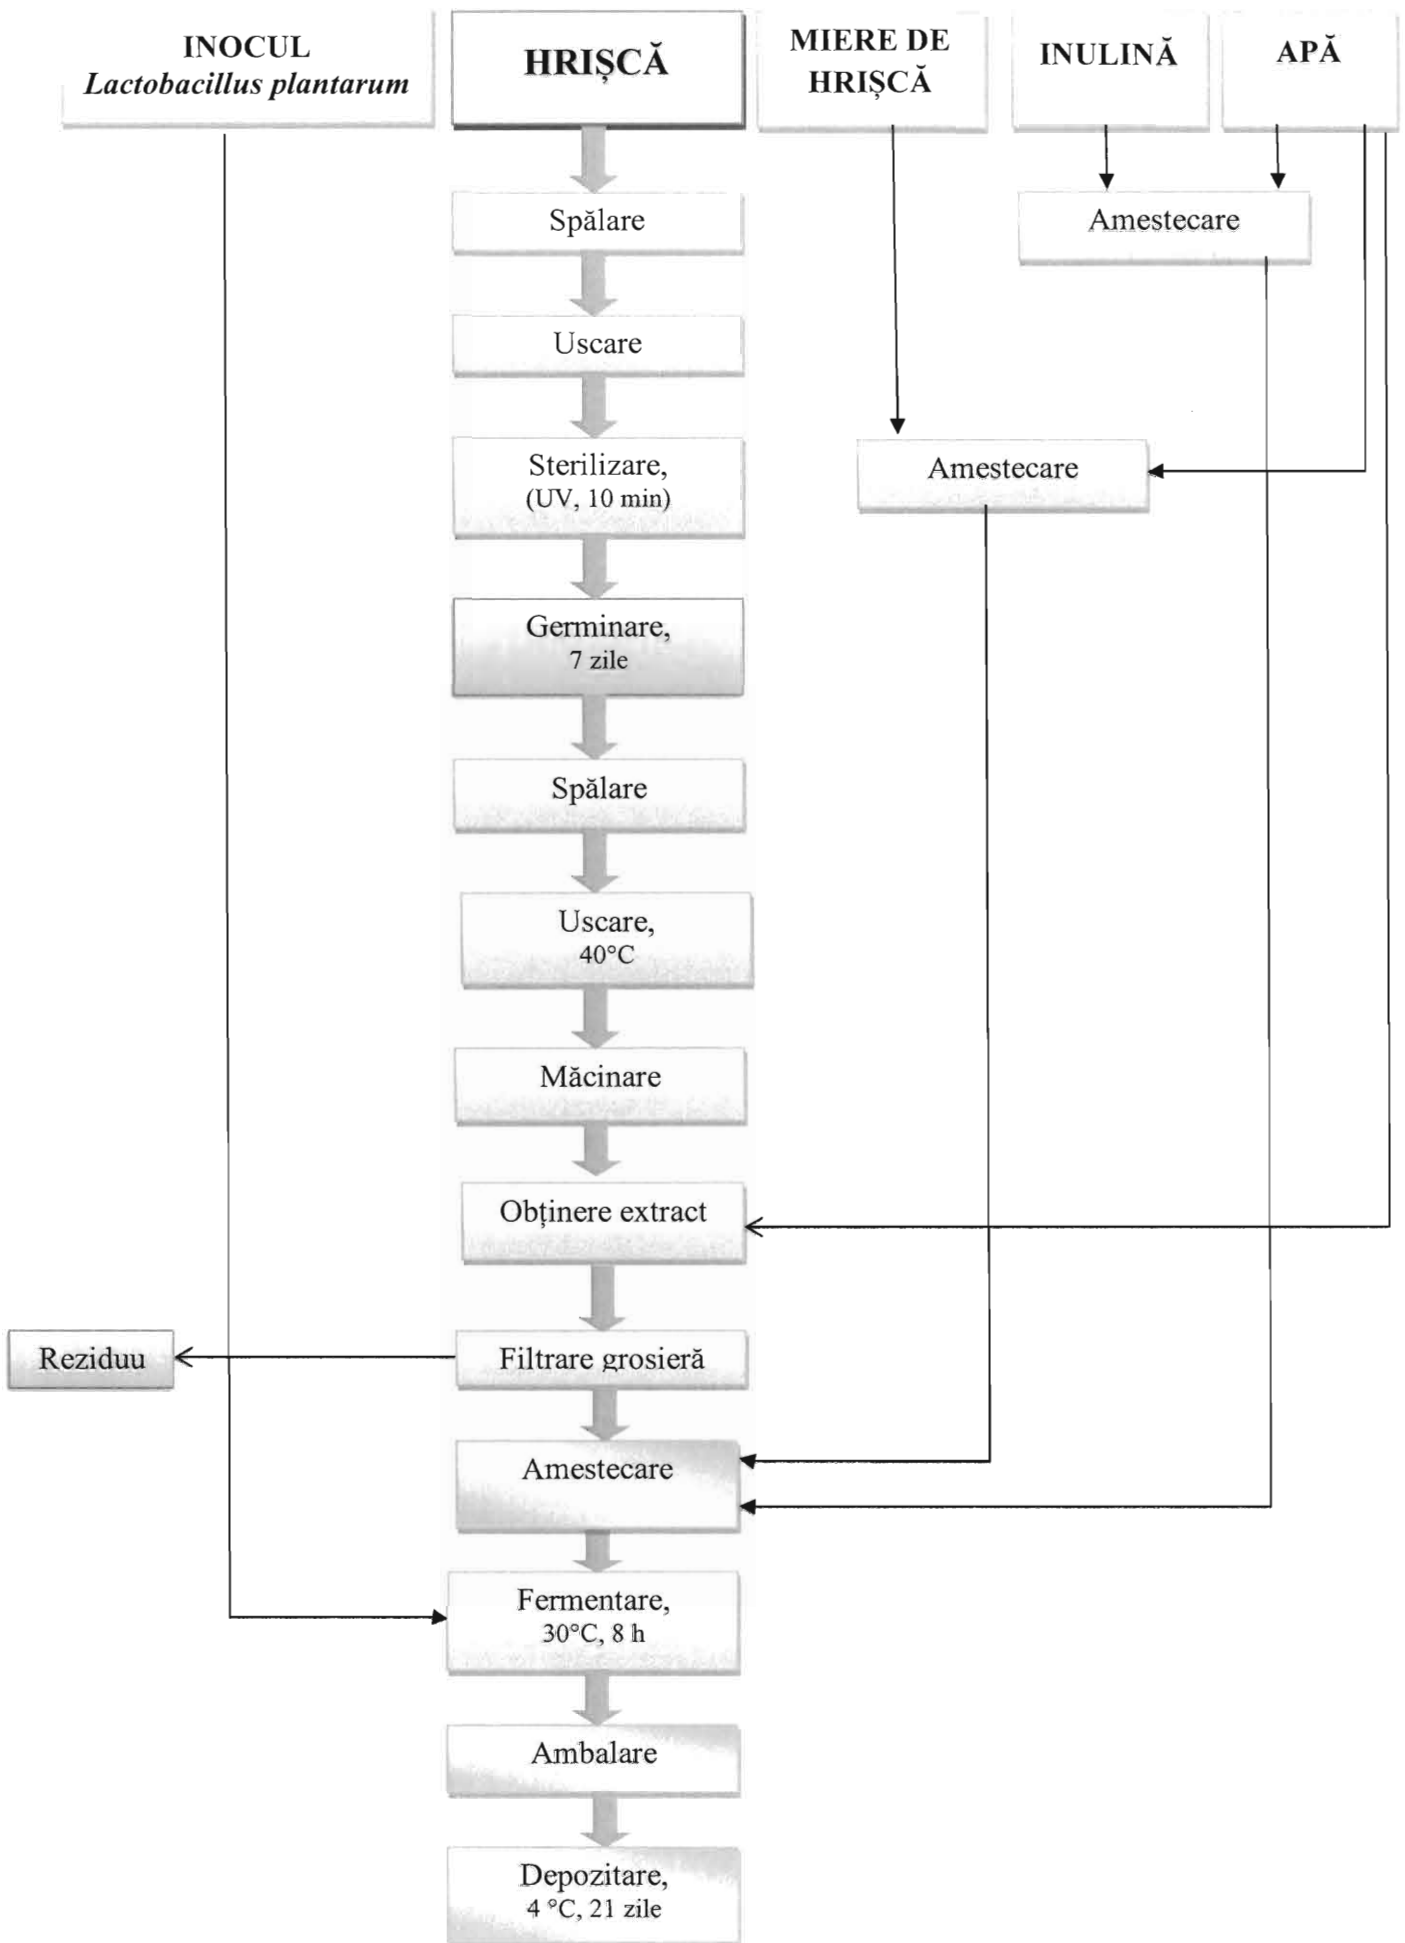 INOCUL
Lactobacillus plantarum
HRIȘCĂ
MIERE DE
HRIȘCĂ
INULINĂ
APĂ
Spălare
Amestecare
Uscare
Sterilizare,
(UV, 10 min)
Amestecare
Germinare,
7 zile
Spălare
Uscare,
40°C
Măcinare
Obținere extract
Reziduu
Filtrare grosieră
Amestecare
Fermentare,
30°C, 8 h
Ambalare
Depozitare,
4 °C, 21 zile